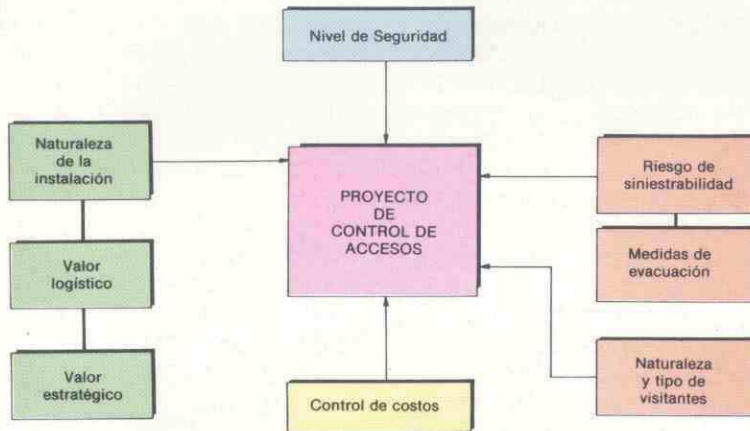 Nivel de Seguridad
Naturaleza
de la
instalación
PROYECTO
DE
CONTROL DE
ACCESOS
Riesgo de
siniestrabilidad
Valor
logístico
Medidas de
evacuación
Valor
estratégico
Control de costos
Naturaleza
y tipo de
visitantes